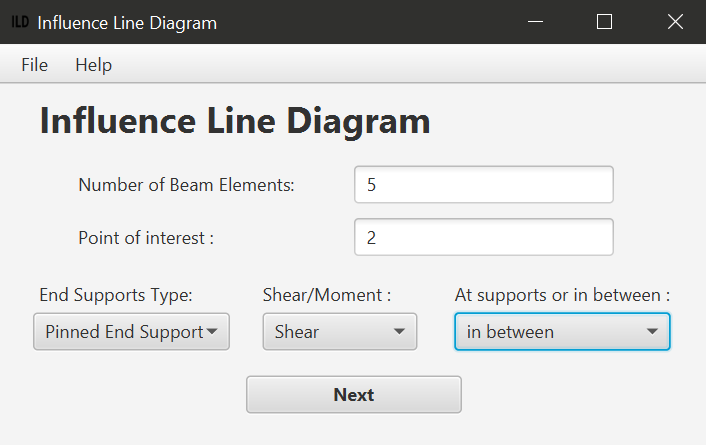 ILD Influence Line Diagram
File Help
Influence Line Diagram
Number of Beam Elements: 5
Point of interest : 2
End Supports Type: Shear/Moment : At supports or in between :
Pinned End Support Shear in between
Next